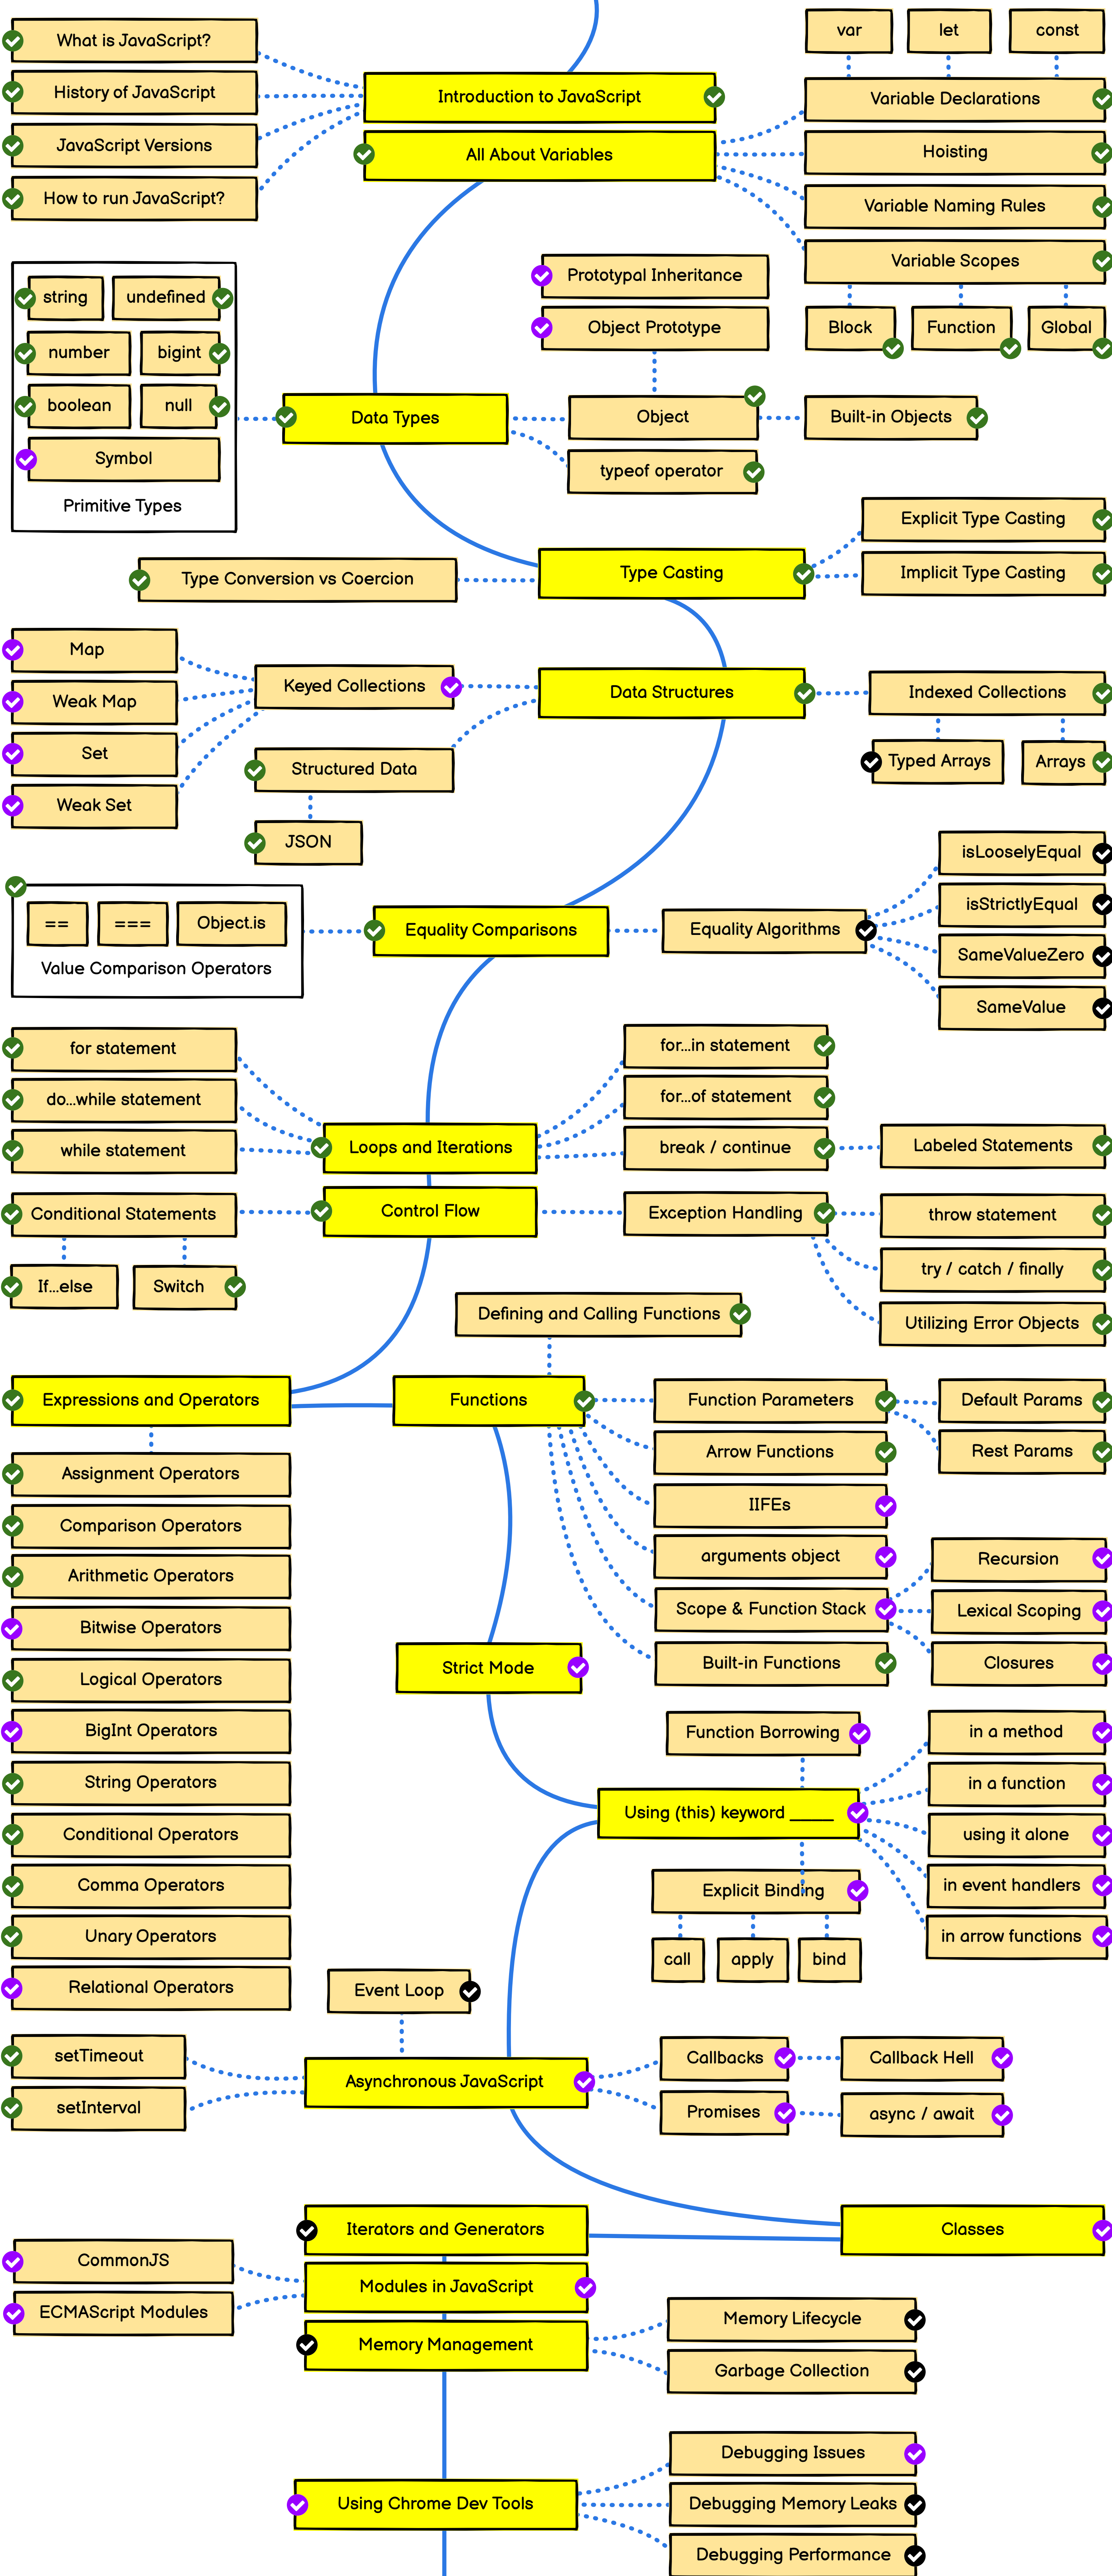 What is JavaScript?
History of JavaScript
JavaScript Versions
How to run JavaScript?
Introduction to JavaScript
All About Variables
var
let
const
Variable Declarations
Hoisting
Variable Naming Rules
Variable Scopes
Block
Function
Global
string
undefined
number
bigint
boolean
null
Symbol
Primitive Types
Data Types
Prototypal Inheritance
Object Prototype
Object
typeof operator
Built-in Objects
Type Conversion vs Coercion
Type Casting
Explicit Type Casting
Implicit Type Casting
Map
Weak Map
Set
Weak Set
Keyed Collections
Structured Data
JSON
Data Structures
Indexed Collections
Typed Arrays
Arrays
==
===
Object.is
Value Comparison Operators
Equality Comparisons
Equality Algorithms
isLooselyEqual
isStrictlyEqual
SameValueZero
SameValue
for statement
do...while statement
while statement
Loops and Iterations
for...in statement
for...of statement
break / continue
Labeled Statements
Conditional Statements
If...else
Switch
Control Flow
Exception Handling
throw statement
try / catch / finally
Utilizing Error Objects
Defining and Calling Functions
Expressions and Operators
Functions
Function Parameters
Default Params
Rest Params
Arrow Functions
IIFEs
arguments object
Scope & Function Stack
Built-in Functions
Recursion
Lexical Scoping
Closures
Assignment Operators
Comparison Operators
Arithmetic Operators
Bitwise Operators
Logical Operators
BigInt Operators
String Operators
Conditional Operators
Comma Operators
Unary Operators
Relational Operators
Strict Mode
Function Borrowing
Using (this) keyword _____
Explicit Binding
call
apply
bind
in a method
in a function
using it alone
in event handlers
in arrow functions
Event Loop
setTimeout
setInterval
Asynchronous JavaScript
Callbacks
Callback Hell
Promises
async / await
Iterators and Generators
Classes
CommonJS
ECMAScript Modules
Modules in JavaScript
Memory Management
Memory Lifecycle
Garbage Collection
Using Chrome Dev Tools
Debugging Issues
Debugging Memory Leaks
Debugging Performance